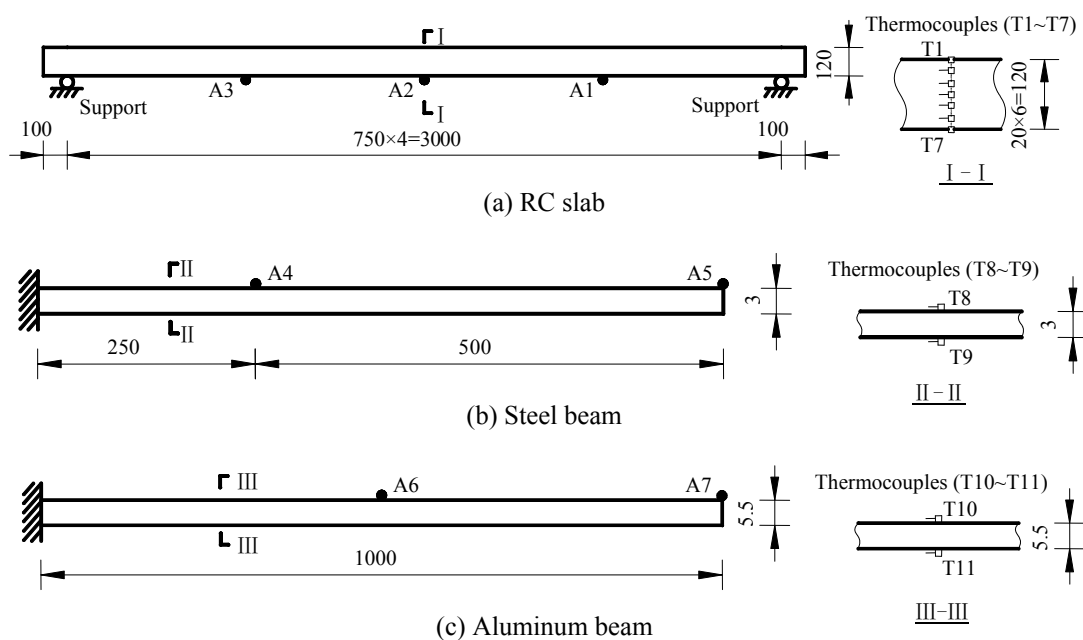 Ⅰ
Thermocouples (T1~T7)
T1
120
A3
A2
A1
Support
Support
Ⅰ
20×6=120
100
750×4=3000
100
T7
Ⅰ-Ⅰ
(a) RC slab
Ⅱ
A4
A5
Thermocouples (T8~T9)
T8
3
3
Ⅱ
250
500
T9
Ⅱ-Ⅱ
(b) Steel beam
Ⅲ
A6
A7
Thermocouples (T10~T11)
T10
5.5
5.5
Ⅲ
1000
T11
Ⅲ-Ⅲ
(c) Aluminum beam